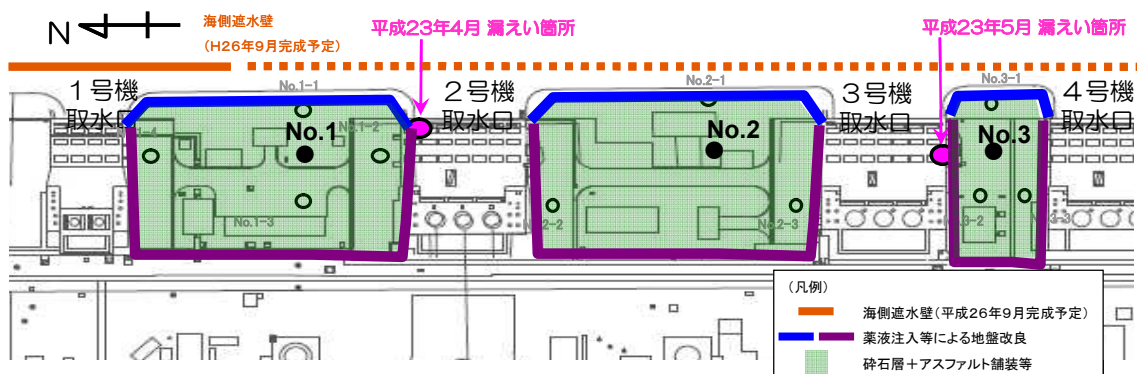 N
海側遮水壁
(H26年9月完成予定)
平成23年4月 漏えい箇所
平成23年5月 漏えい箇所
1号機
取水口
No.1-1
2号機
取水口
No.2-1
3号機
取水口
No.3-1
4号機
取水口
No.1
No.1-2
No.2
No.3
No.1-3
No.2-3
(凡例)
海側遮水壁(平成26年9月完成予定)
薬液注入等による地盤改良
砕石層+アスファルト舗装等